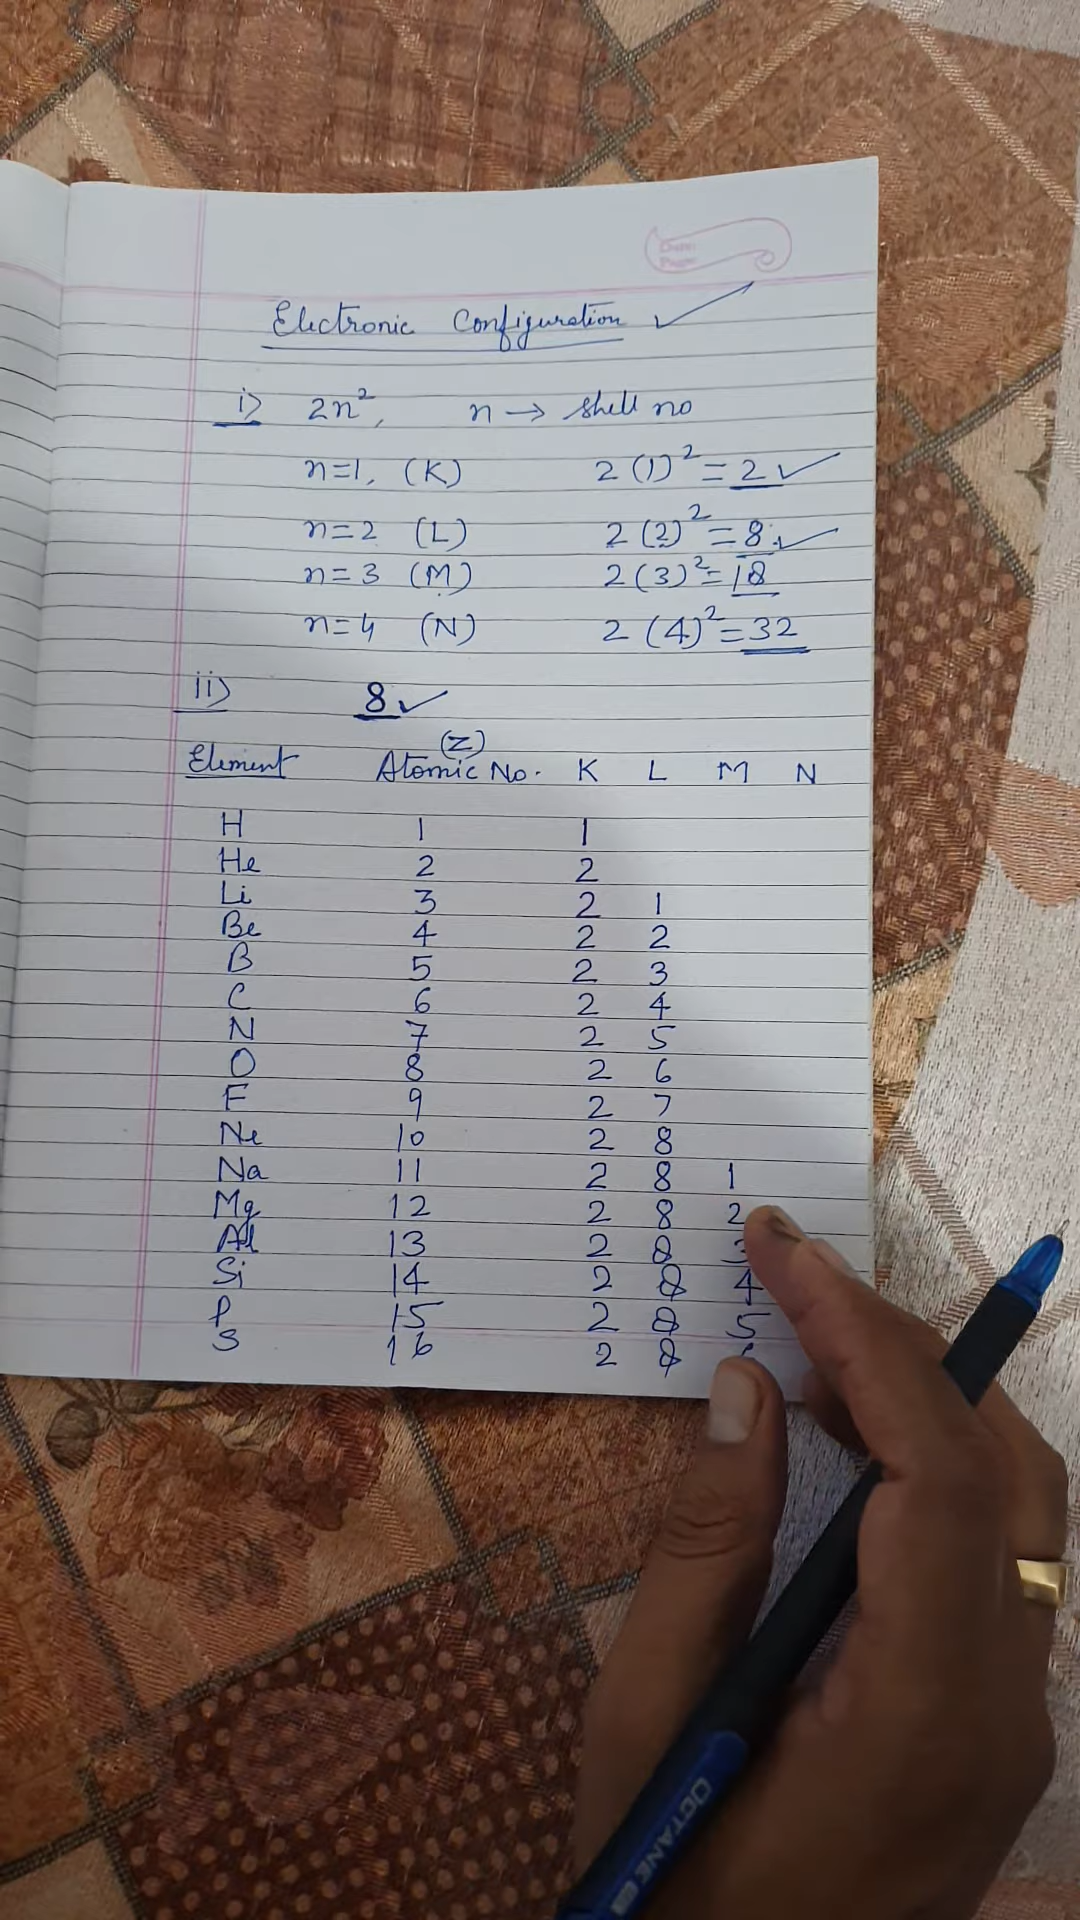 Date:
Page:
Electronic Configuration ✓
i) 2n², n → shell no
n=1, (K) 2(1)² = 2 ✓
n=2 (L) 2(2)² = 8 ✓
n=3 (M) 2(3)² = 18
n=4 (N) 2(4)² = 32
ii) 8 ✓
(Z)
Element Atomic No. K L M N
H 1 1
He 2 2
Li 3 2 1
Be 4 2 2
B 5 2 3
C 6 2 4
N 7 2 5
O 8 2 6
F 9 2 7
Ne 10 2 8
Na 11 2 8 1
Mg 12 2 8 2
Al 13 2 8 3
Si 14 2 8 4
P 15 2 8 5
S 16 2 8
OCTANE